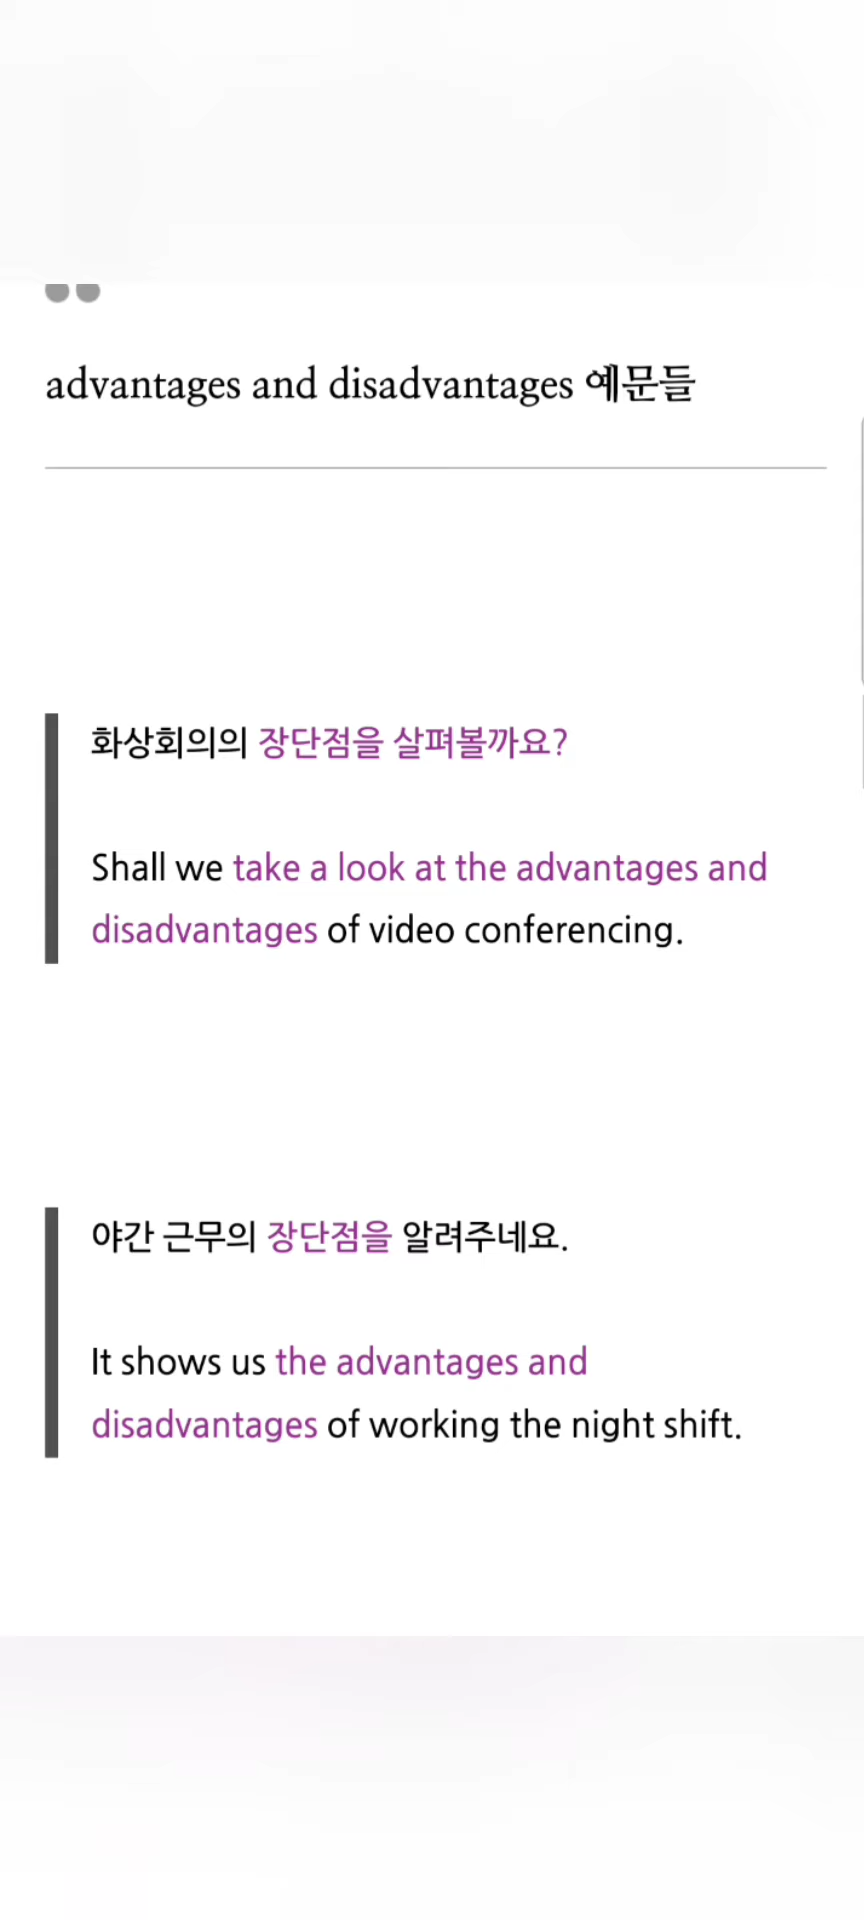 advantages and disadvantages 예문들
화상회의의 장단점을 살펴볼까요?
Shall we take a look at the advantages and
disadvantages of video conferencing.
야간 근무의 장단점을 알려주네요.
It shows us the advantages and
disadvantages of working the night shift.